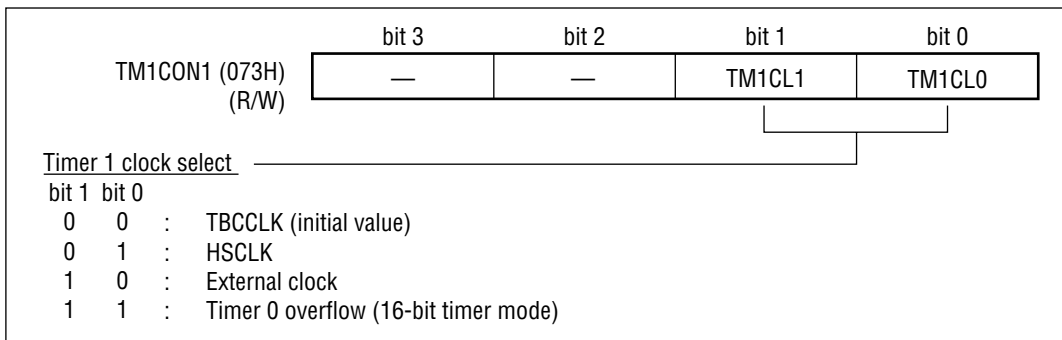 bit 3 bit 2 bit 1 bit 0
TM1CON1 (073H) — — TM1CL1 TM1CL0
(R/W)
Timer 1 clock select
bit 1 bit 0
0 0 : TBCCLK (initial value)
0 1 : HSCLK
1 0 : External clock
1 1 : Timer 0 overflow (16-bit timer mode)